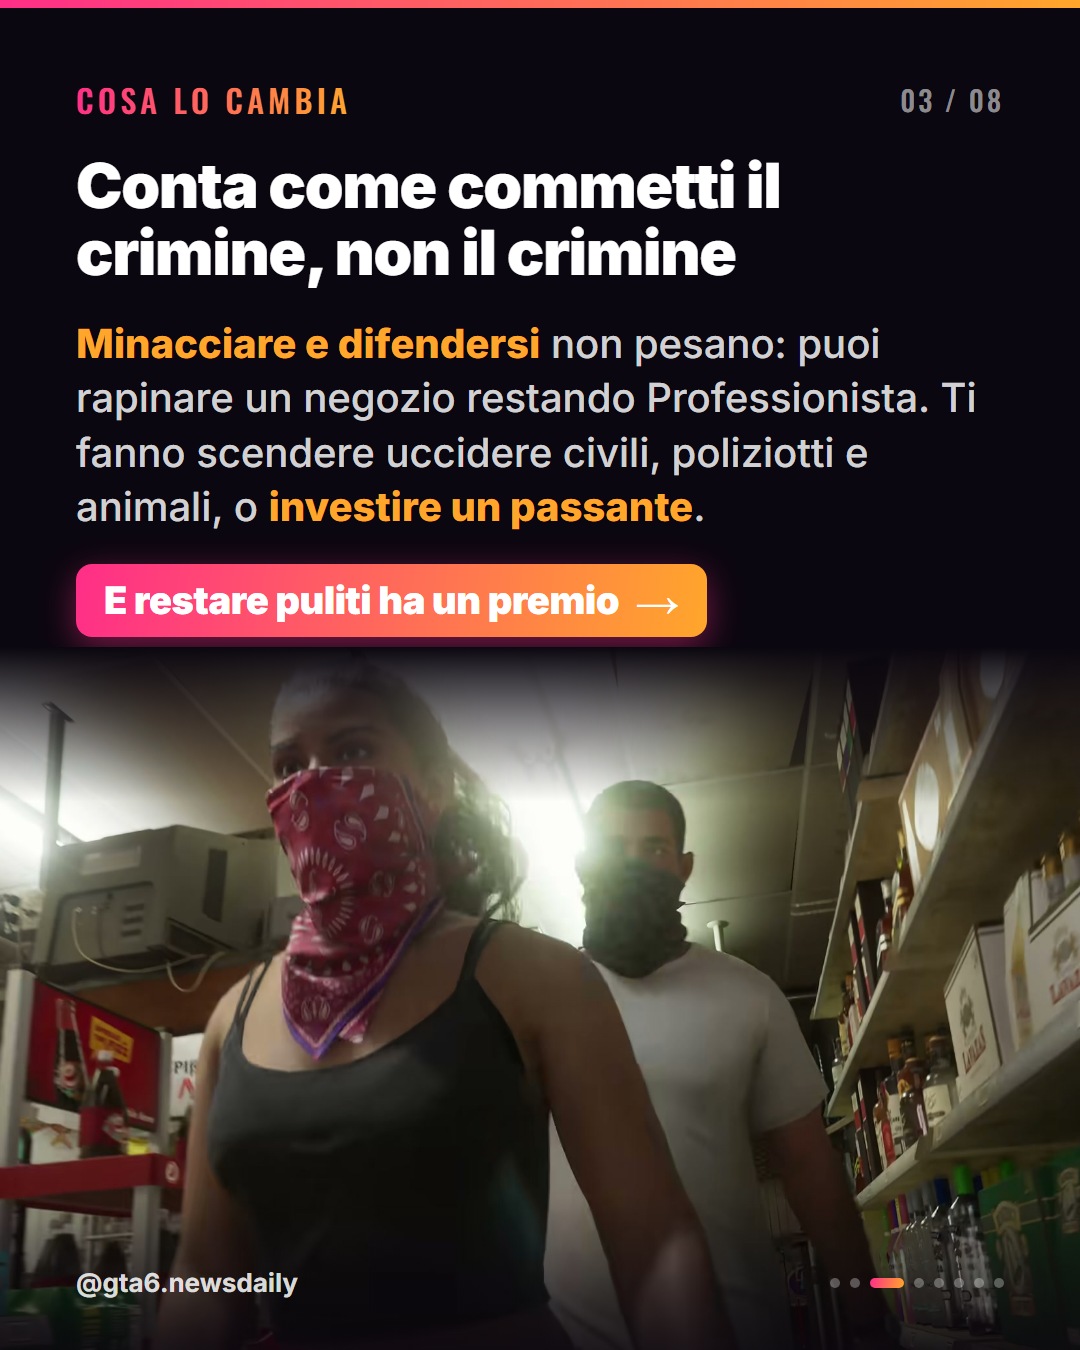 COSA LO CAMBIA
03 / 08
Conta come commetti il
crimine, non il crimine
Minacciare e difendersi non pesano: puoi
rapinare un negozio restando Professionista. Ti
fanno scendere uccidere civili, poliziotti e
animali, o investire un passante.
E restare puliti ha un premio →
@gta6.newsdaily